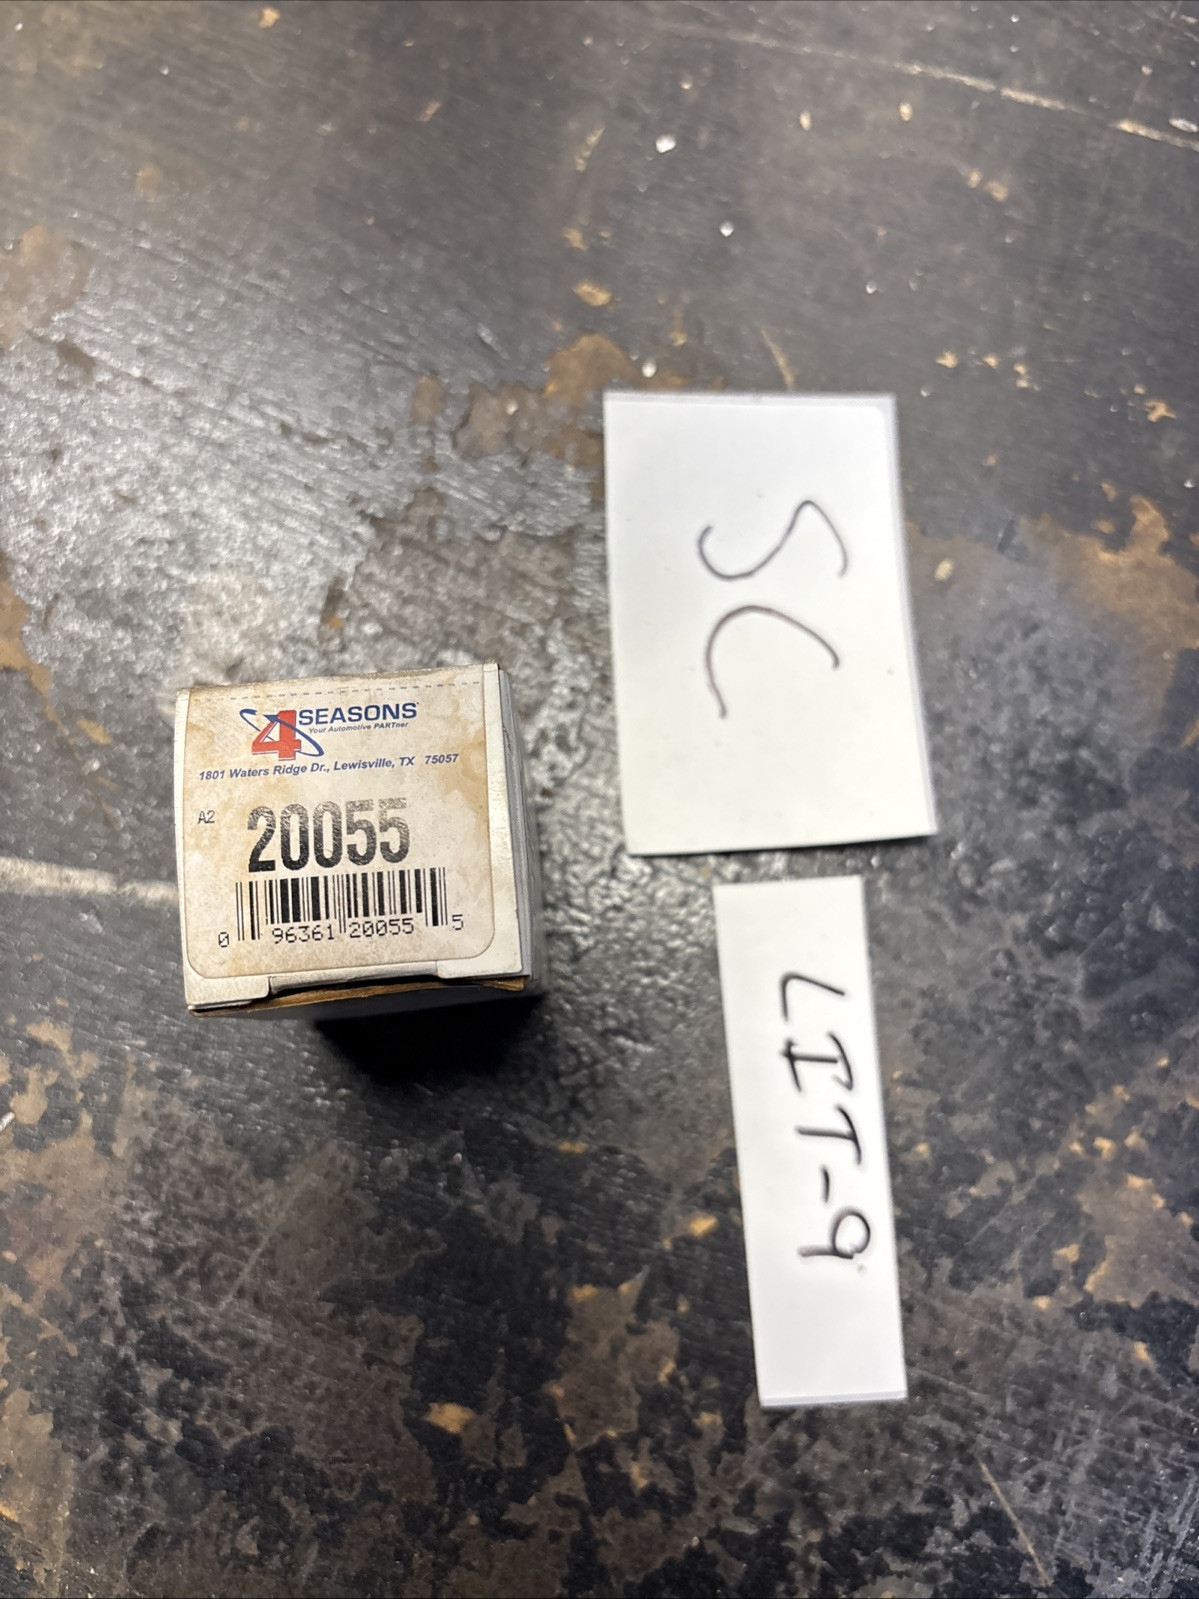 4 SEASONS
Your Automotive PARTner
1801 Waters Ridge Dr., Lewisville, TX 75057
A2
20055
0 96361 20055 5
SC
LIT-9